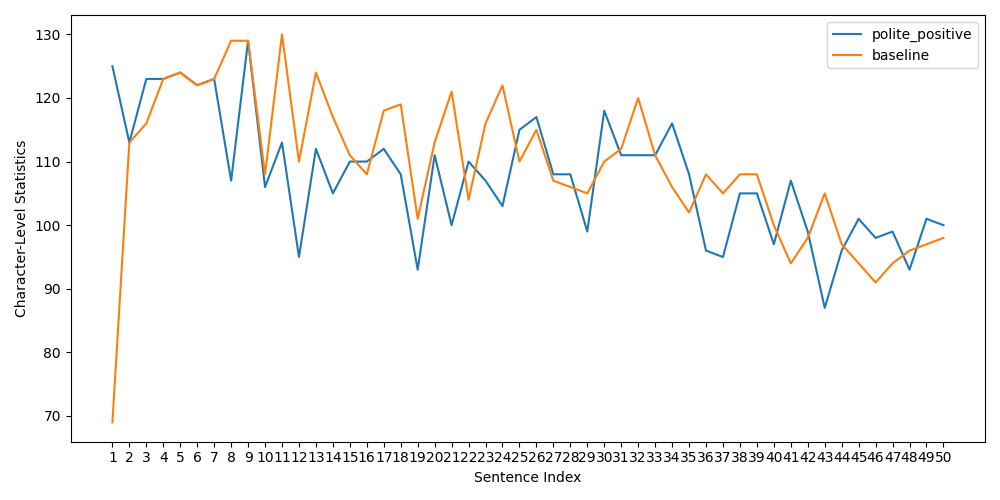 polite_positive
baseline
130
120
110
100
90
80
70
Character-Level Statistics
1 2 3 4 5 6 7 8 9 10 11 12 13 14 15 16 17 18 19 20 21 22 23 24 25 26 27 28 29 30 31 32 33 34 35 36 37 38 39 40 41 42 43 44 45 46 47 48 49 50
Sentence Index